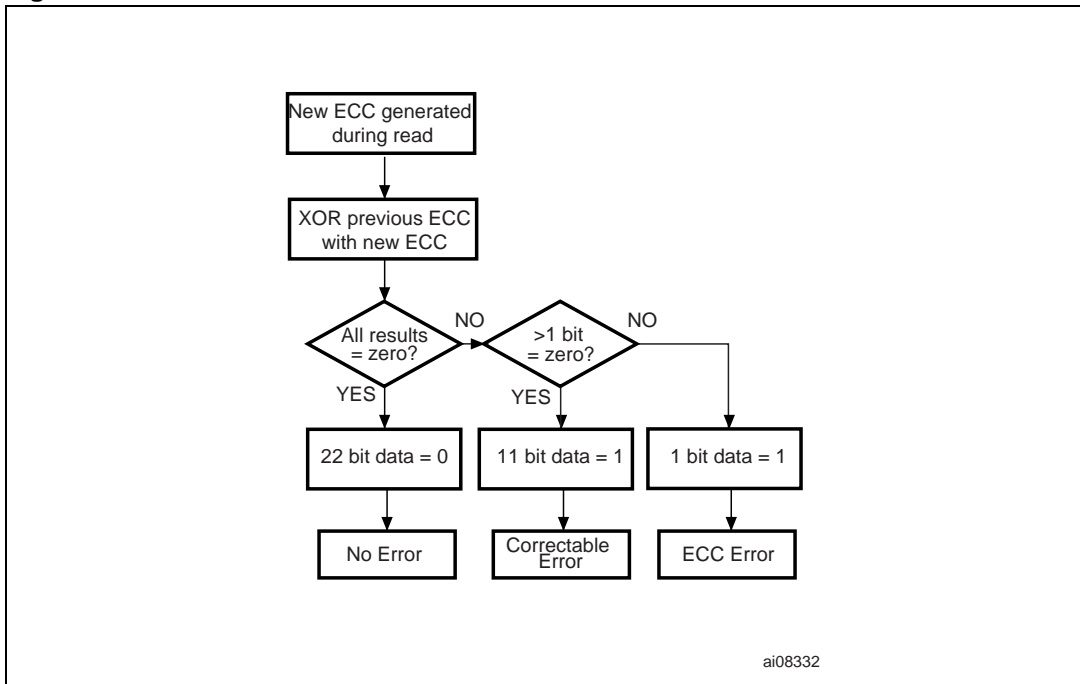 New ECC generated
during read
XOR previous ECC
with new ECC
All results
= zero?
NO
>1 bit
= zero?
NO
YES
YES
22 bit data = 0
11 bit data = 1
1 bit data = 1
No Error
Correctable
Error
ECC Error
ai08332